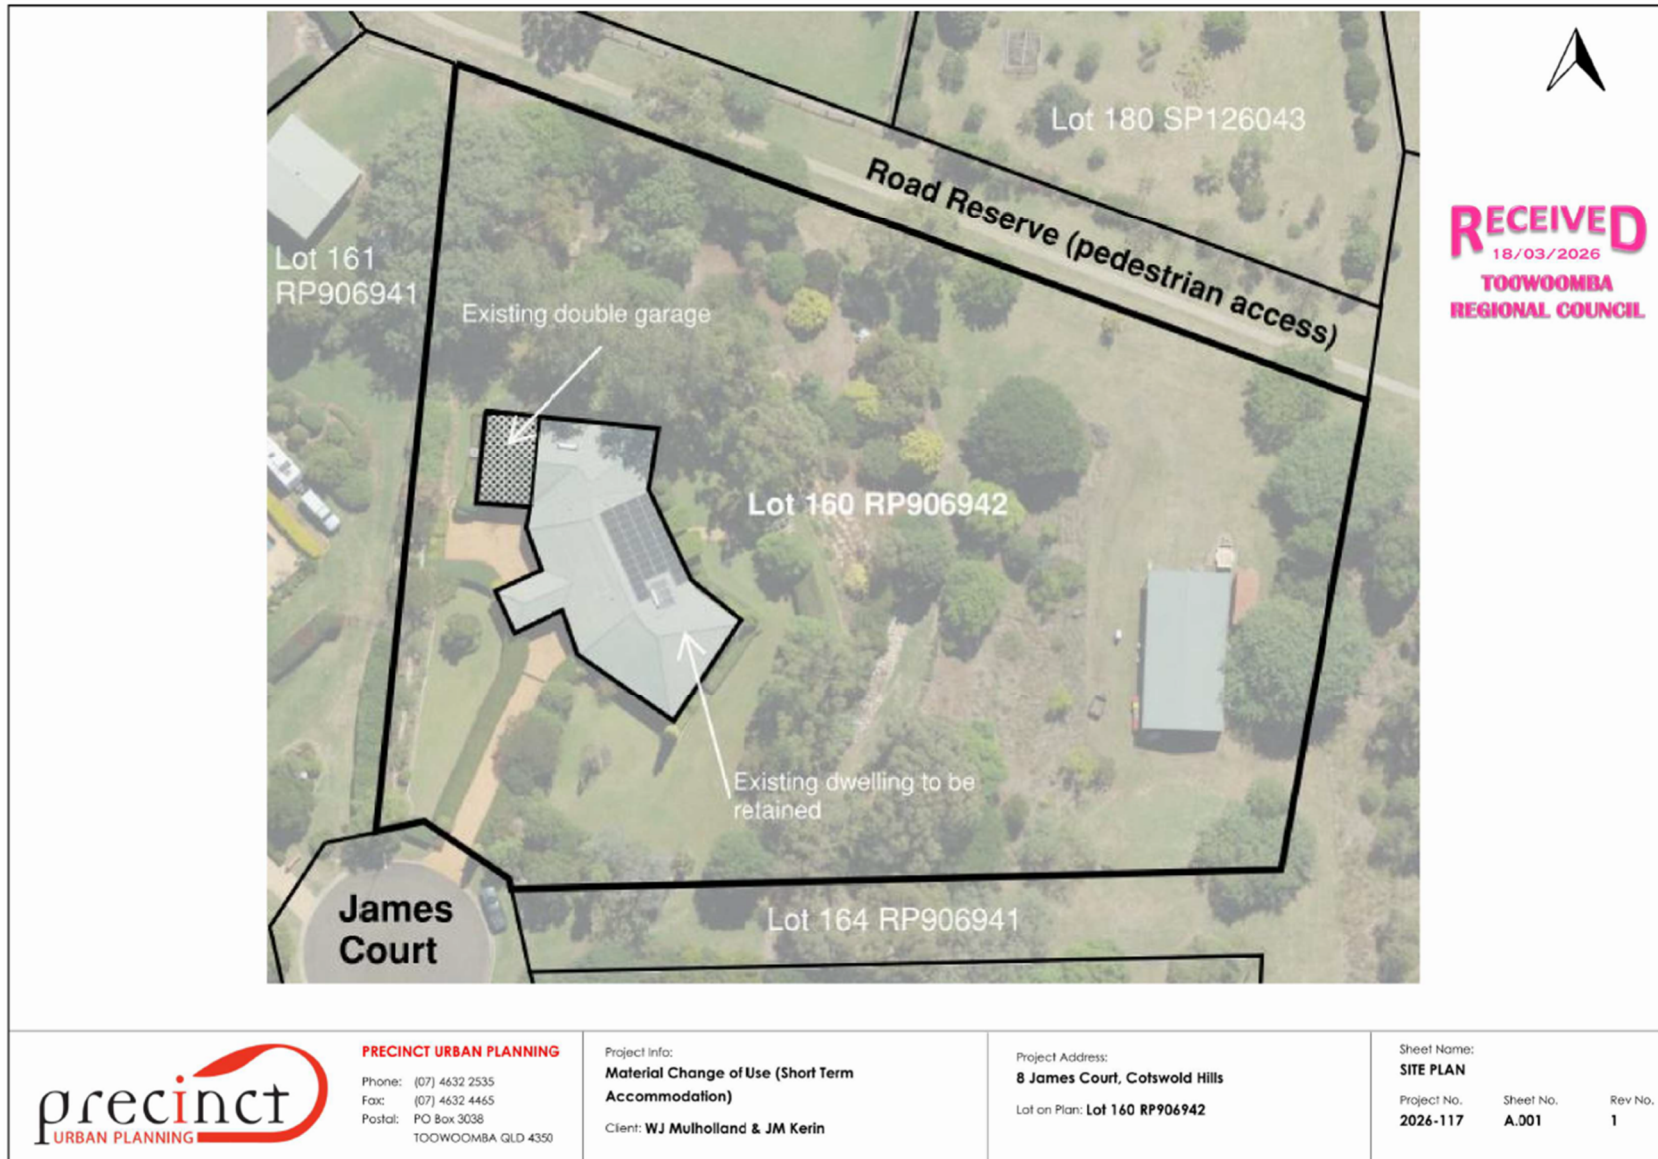 Lot 180 SP126043
Road Reserve (pedestrian access)
RECEIVED
18/03/2026
TOOWOOMBA
REGIONAL COUNCIL
Lot 161
RP906941
Existing double garage
Lot 160 RP906942
Existing dwelling to be
retained
James
Court
Lot 164 RP906941
precinct
URBAN PLANNING
PRECINCT URBAN PLANNING
Phone: (07) 4632 2535
Fax: (07) 4632 4465
Postal: PO Box 3038
TOOWOOMBA QLD 4350
Project Info:
Material Change of Use (Short Term
Accommodation)
Client: WJ Mulholland & JM Kerin
Project Address:
8 James Court, Cotswold Hills
Lot on Plan: Lot 160 RP906942
Sheet Name:
SITE PLAN
Project No. Sheet No. Rev No.
2026-117 A.001 1